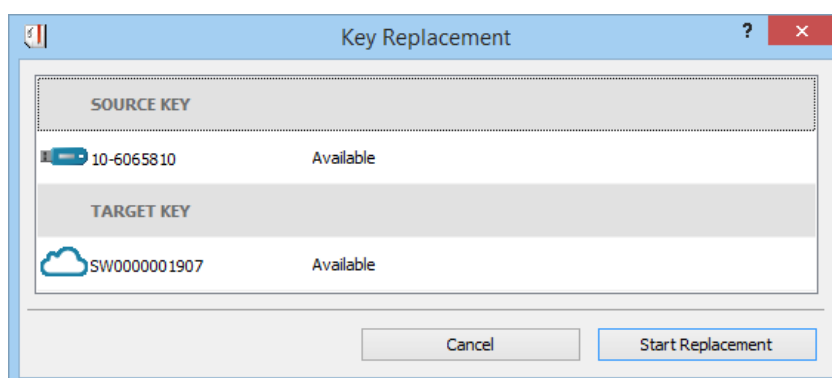 Key Replacement ?
SOURCE KEY
10-6065810 Available
TARGET KEY
SW0000001907 Available
Cancel Start Replacement